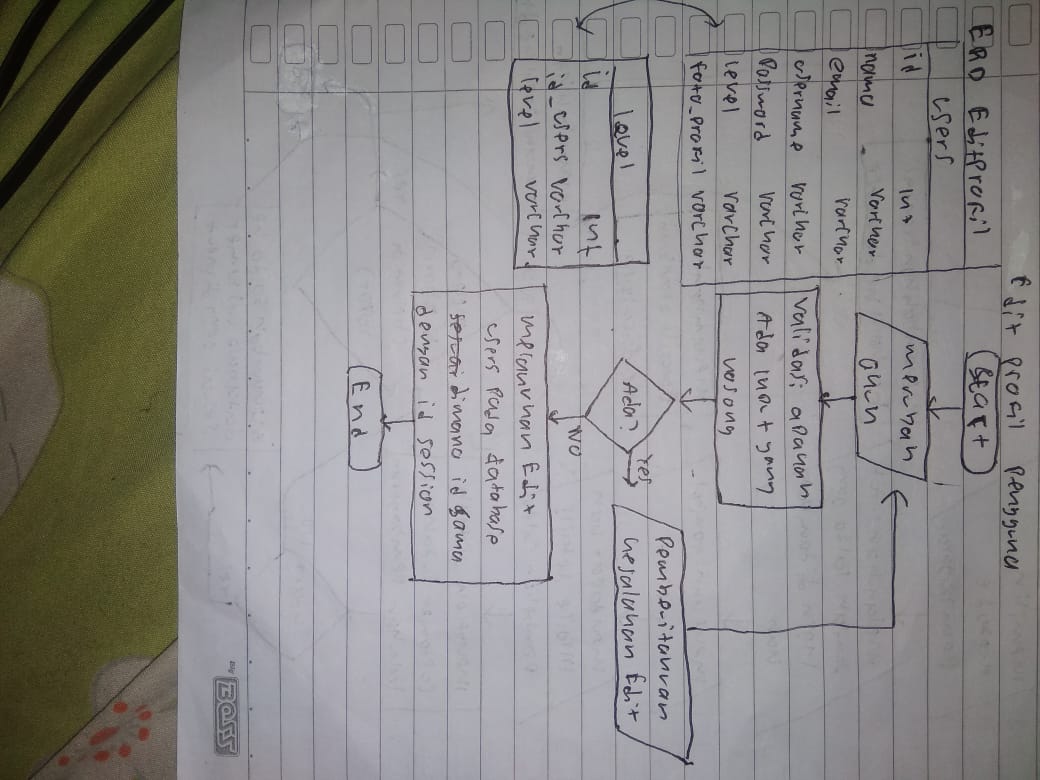 Edit profil Pengguna
ERD Editprofil
users
id int
nama varchar
email varchar
username varchar
Password varchar
level varchar
foto_profil varchar
level
id int
id_users varchar
level varchar
Start
merubah
akun
validasi apakah
Ada input yang
kosong
Ada?
Yes
Pemberitahuan
kesalahan Edit
NO
melakukan Edit
users pada database
sesuai dimana id sama
dengan id session
End
Big BOSS